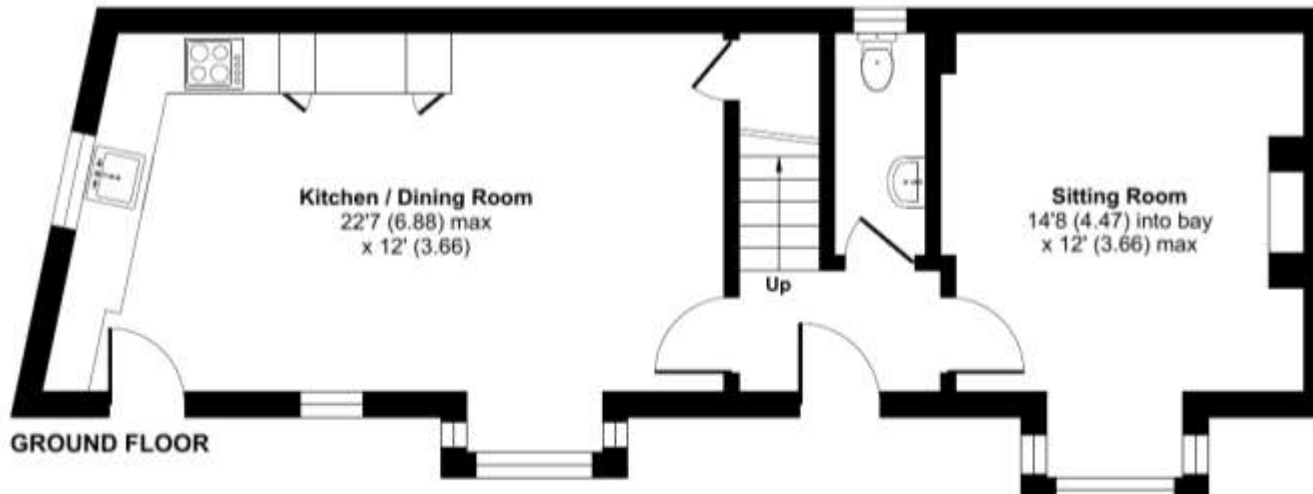 Kitchen / Dining Room
22'7 (6.88) max
x 12' (3.66)
Sitting Room
14'8 (4.47) into bay
x 12' (3.66) max
Up
GROUND FLOOR